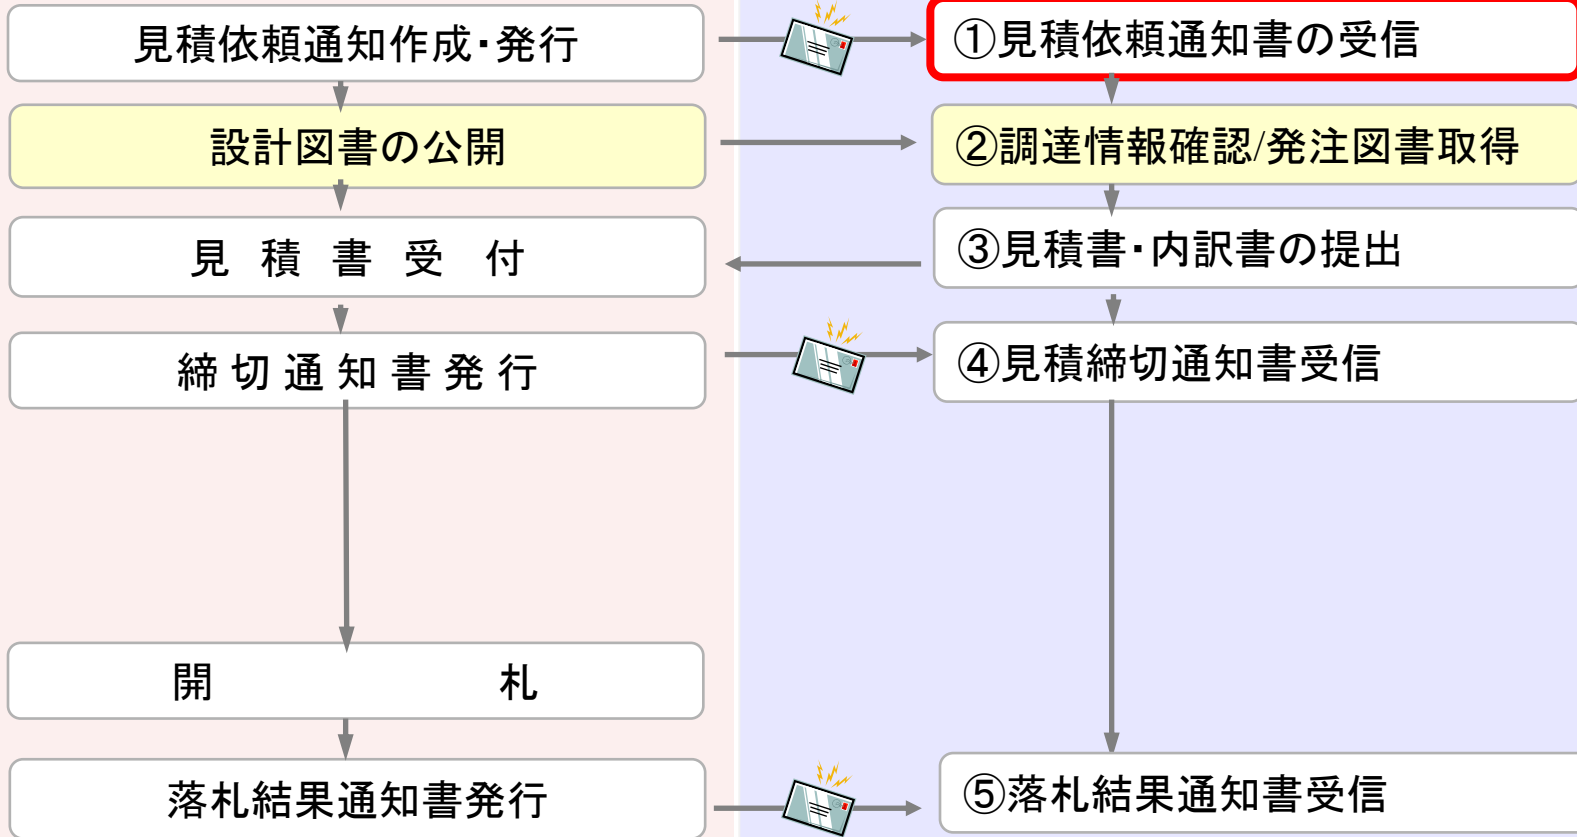 見積依頼通知作成・発行
①見積依頼通知書の受信
設計図書の公開
②調達情報確認/発注図書取得
見 積 書 受 付
③見積書・内訳書の提出
締 切 通 知 書 発 行
④見積締切通知書受信
開 札
落札結果通知書発行
⑤落札結果通知書受信